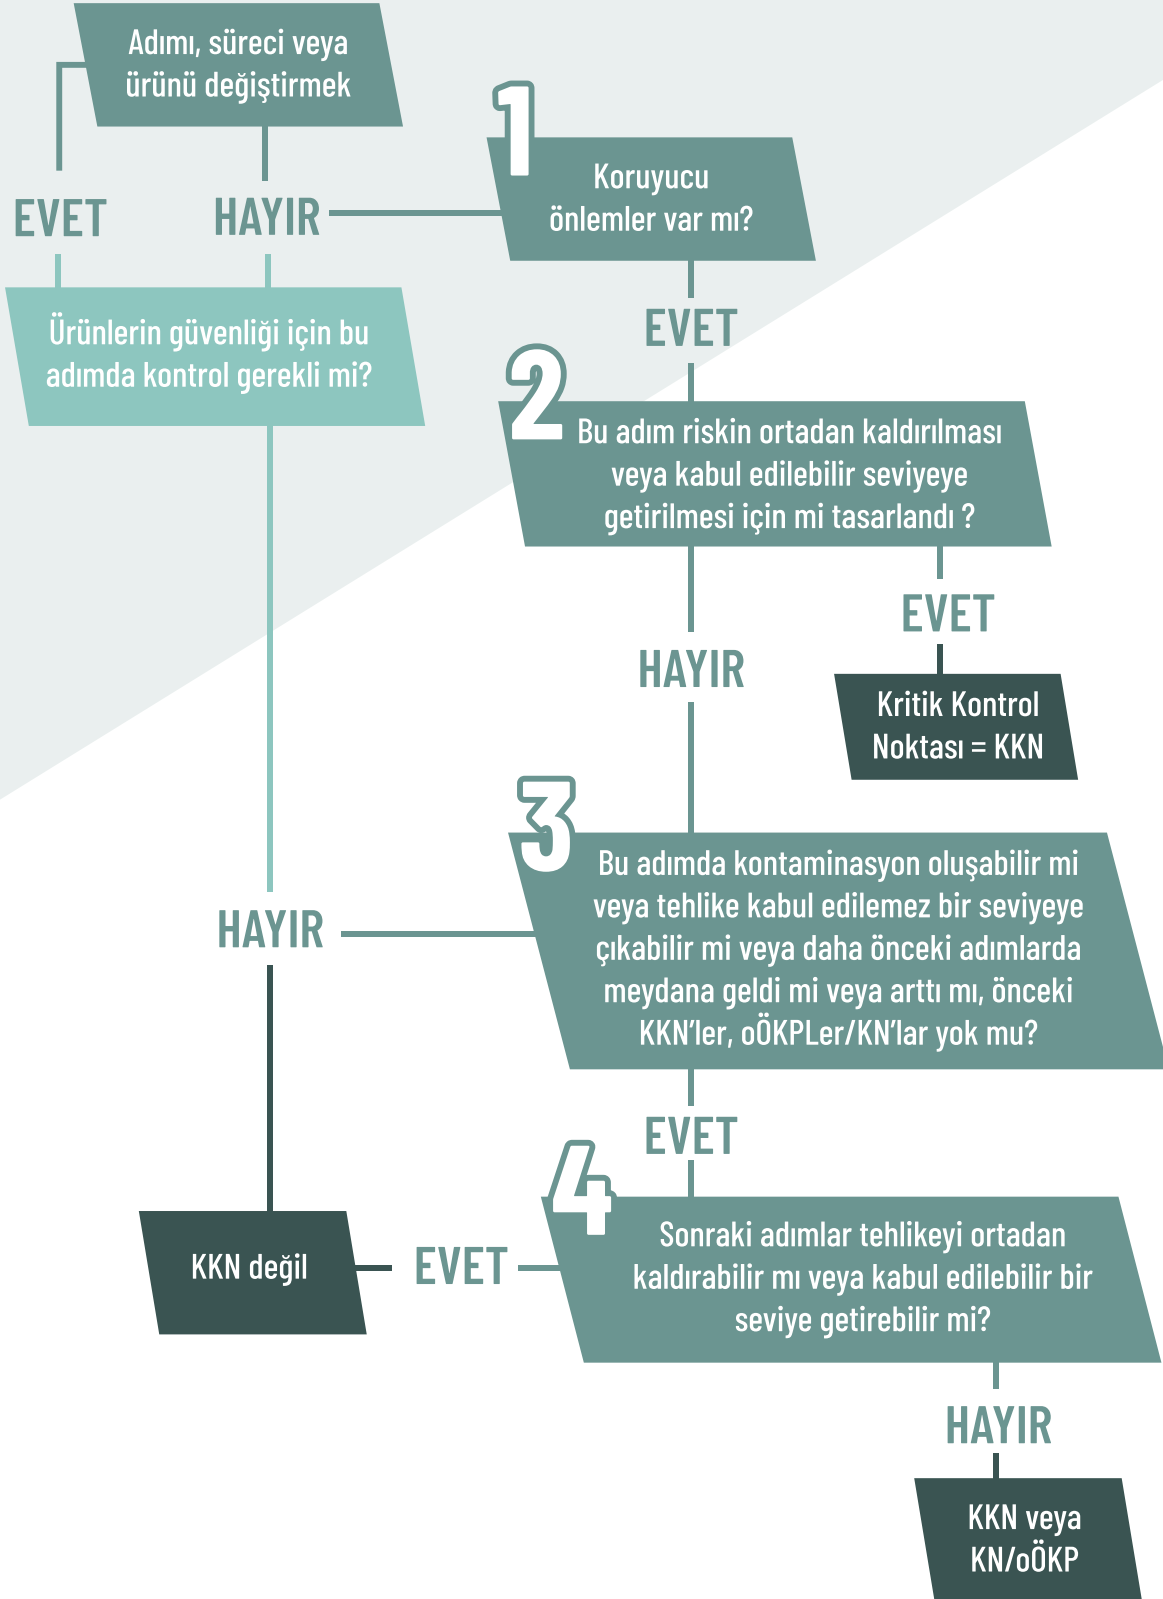 Adımı, süreci veya
ürünü değiştirmek
EVET
HAYIR
1
Koruyucu
önlemler var mı?
Ürünlerin güvenliği için bu
adımda kontrol gerekli mi?
EVET
2
Bu adım riskin ortadan kaldırılması
veya kabul edilebilir seviyeye
getirilmesi için mi tasarlandı ?
EVET
HAYIR
Kritik Kontrol
Noktası = KKN
3
Bu adımda kontaminasyon oluşabilir mi
veya tehlike kabul edilemez bir seviyeye
çıkabilir mi veya daha önceki adımlarda
meydana geldi mi veya arttı mı, önceki
KKN’ler, oÖKPLer/KN’lar yok mu?
HAYIR
EVET
4
Sonraki adımlar tehlikeyi ortadan
kaldırabilir mı veya kabul edilebilir bir
seviye getirebilir mi?
EVET
KKN değil
HAYIR
KKN veya
KN/oÖKP